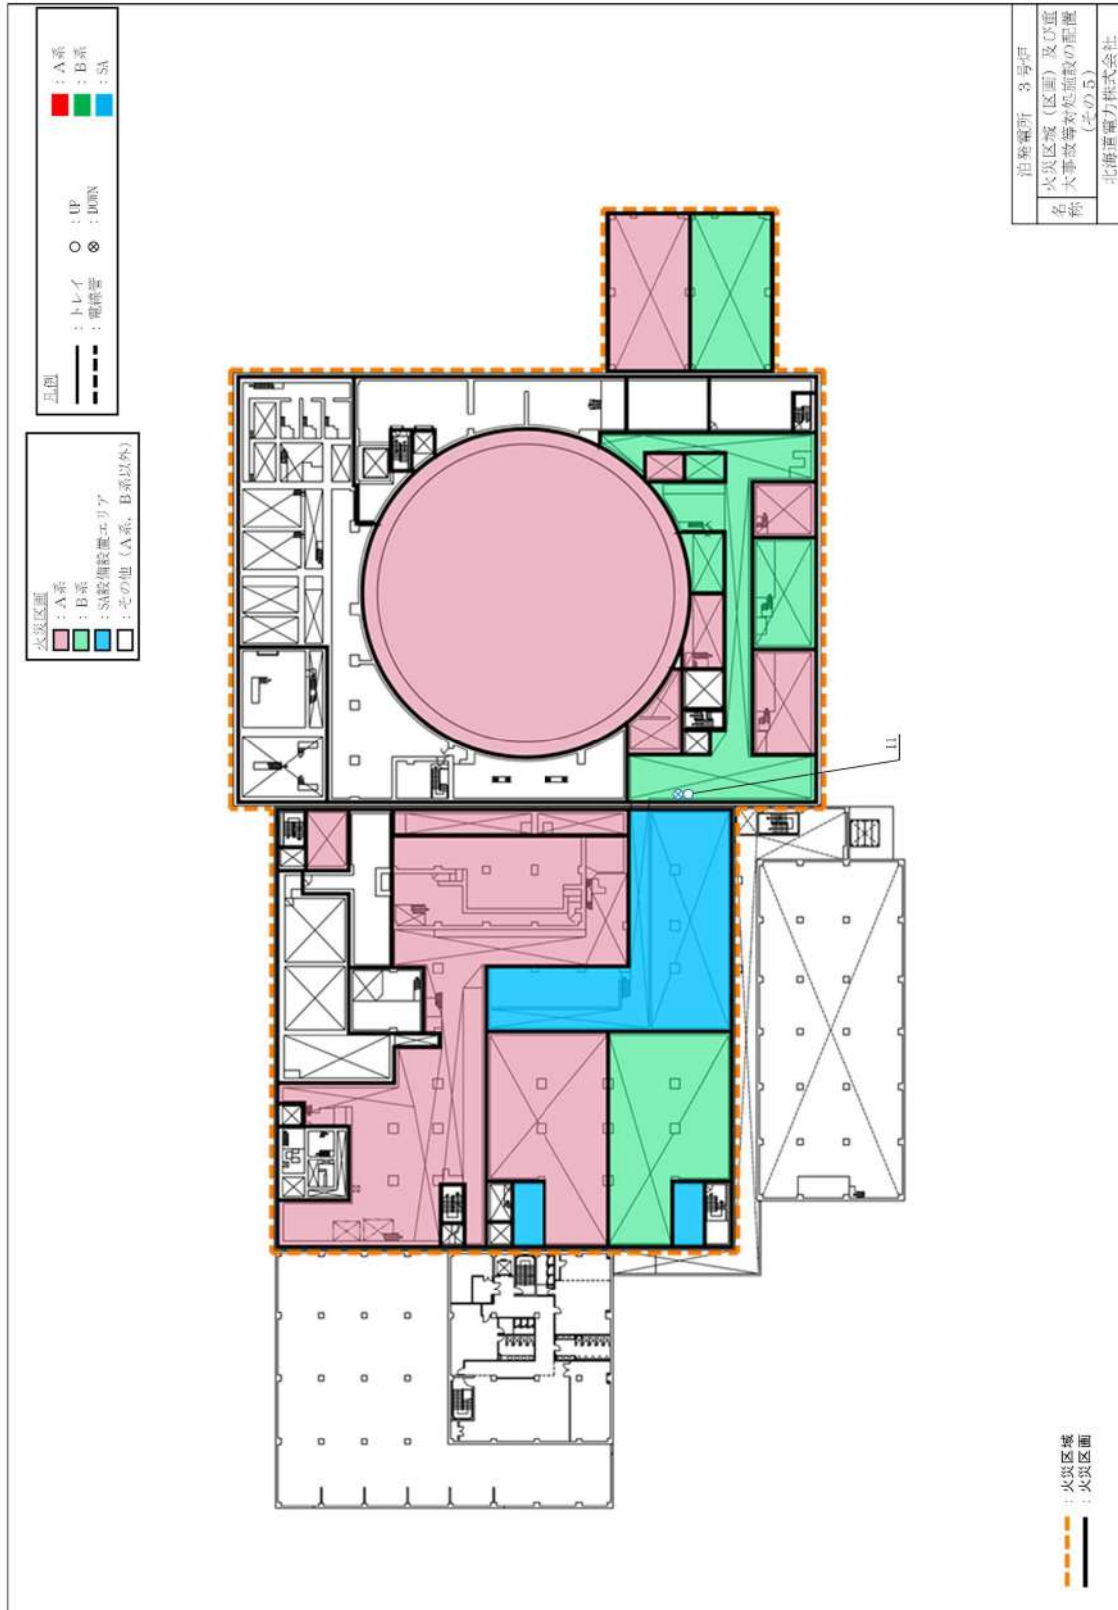 凡例
: トレイ
: 電線管
○ : UP
⊗ : DOWN
: A系
: B系
: SA
火災区画
: A系
: B系
: SA設備設置エリア
: その他 (A系, B系以外)
11
: 火災区域
: 火災区画
泊発電所 3号炉
名称
火災区域 (区画) 及び重
大事故等対処施設の配置
(その5)
北海道電力株式会社